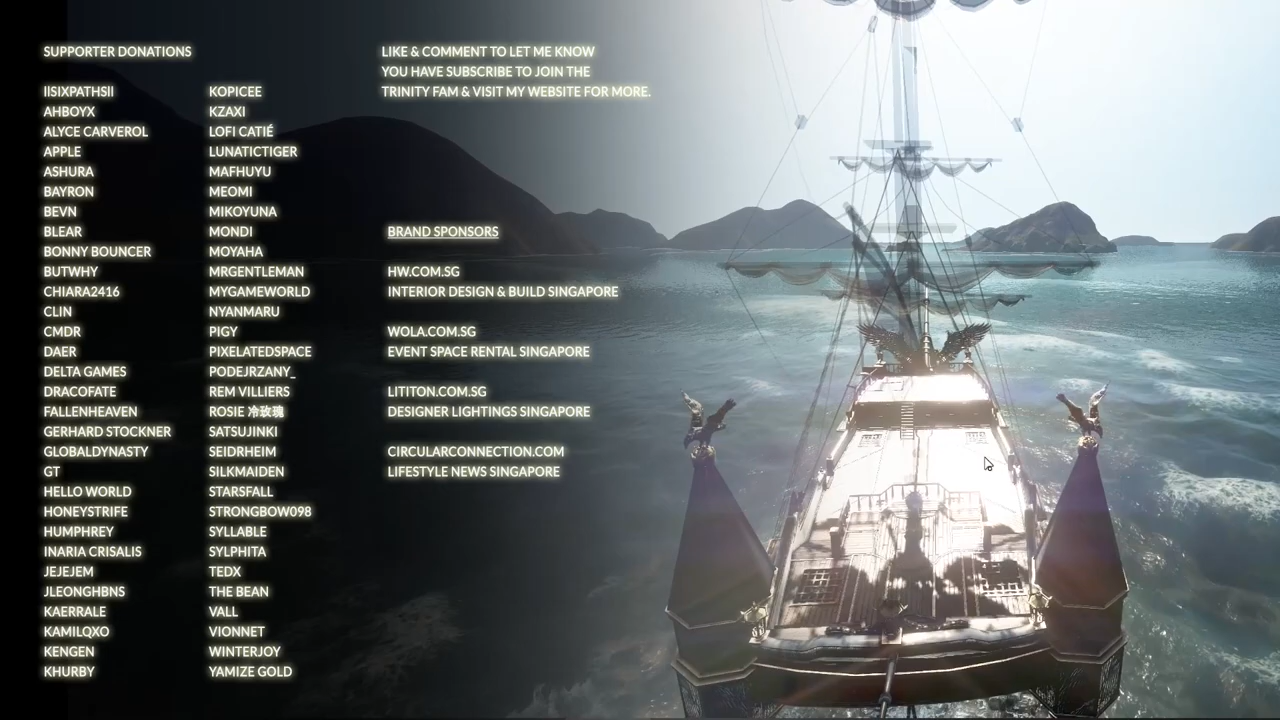 SUPPORTER DONATIONS
IISIXPATHSII
AHBOYX
ALYCE CARVEROL
APPLE
ASHURA
BAYRON
BEVN
BLEAR
BONNY BOUNCER
BUTWHY
CHIARA2416
CLIN
CMDR
DAER
DELTA GAMES
DRACOFATE
FALLENHEAVEN
GERHARD STOCKNER
GLOBALDYNASTY
GT
HELLO WORLD
HONEYSTRIFE
HUMPHREY
INARIA CRISALIS
JEJEJEM
JLEONGHBNS
KAERRALE
KAMILQXO
KENGEN
KHURBY
KOPICEE
KZAXI
LOFI CATIÉ
LUNATICTIGER
MAFHUYU
MEOMI
MIKOYUNA
MONDI
MOYAHA
MRGENTLEMAN
MYGAMEWORLD
NYANMARU
PIGY
PIXELATEDSPACE
PODEJRZANY_
REM VILLIERS
ROSIE 冷玫瑰
SATSUJINKI
SEIDRHEIM
SILKMAIDEN
STARSFALL
STRONGBOW098
SYLLABLE
SYLPHITA
TEDX
THE BEAN
VALL
VIONNET
WINTERJOY
YAMIZE GOLD
LIKE & COMMENT TO LET ME KNOW
YOU HAVE SUBSCRIBE TO JOIN THE
TRINITY FAM & VISIT MY WEBSITE FOR MORE.
BRAND SPONSORS
HW.COM.SG
INTERIOR DESIGN & BUILD SINGAPORE
WOLA.COM.SG
EVENT SPACE RENTAL SINGAPORE
LITITON.COM.SG
DESIGNER LIGHTINGS SINGAPORE
CIRCULARCONNECTION.COM
LIFESTYLE NEWS SINGAPORE